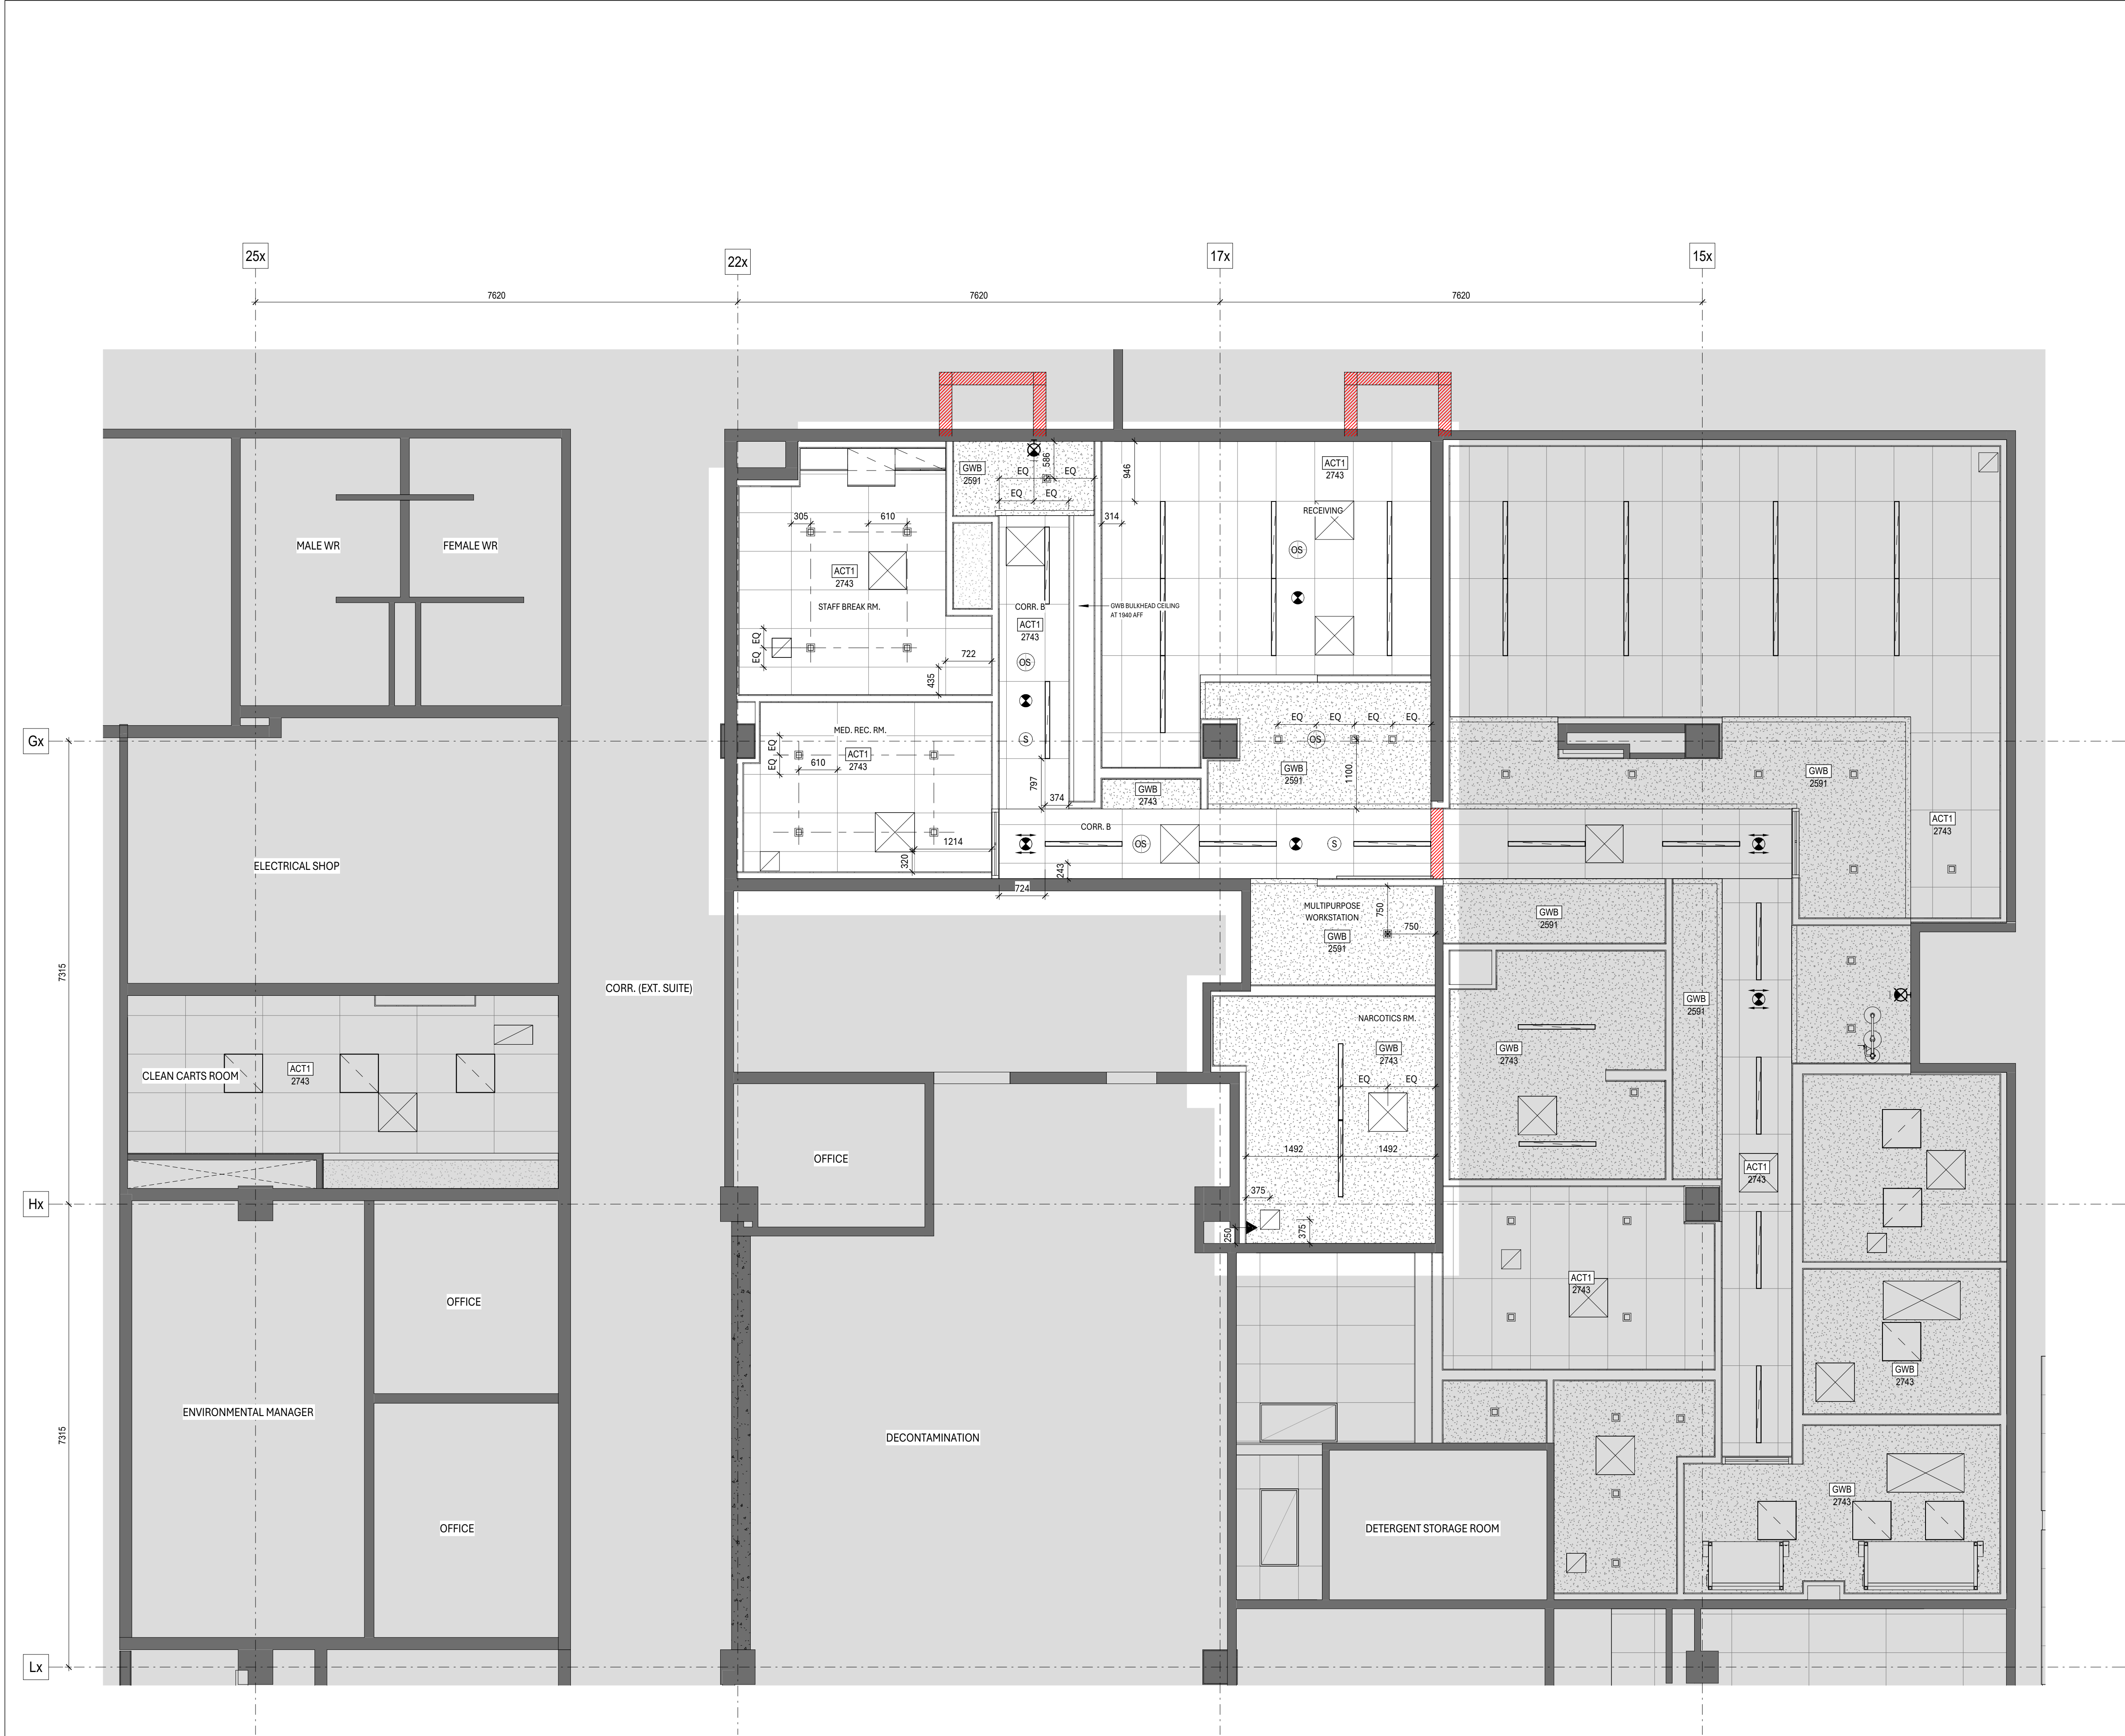 25x
22x
17x
15x
7620
7620
7620
GWB
2591
EQ
EQ
586
EQ
EQ
946
ACT1
2743
RECEIVING
305
610
314
MALE WR
FEMALE WR
OS
ACT1
2743
STAFF BREAK RM.
CORR. B
ACT1
2743
GWB BULKHEAD CEILING
AT 1940 AFF
EQ
EQ
722
OS
435
Gx
MED. REC. RM.
ACT1
2743
EQ
EQ
610
S
EQ
EQ
EQ
EQ
OS
GWB
2591
1100
GWB
2591
797
374
GWB
2743
ACT1
2743
CORR. B
OS
S
1214
320
243
724
ELECTRICAL SHOP
MULTIPURPOSE
WORKSTATION
GWB
2591
750
750
GWB
2591
7315
CORR. (EXT. SUITE)
GWB
2591
NARCOTICS RM.
GWB
2743
GWB
2743
CLEAN CARTS ROOM
ACT1
2743
EQ
EQ
OFFICE
1492
1492
ACT1
2743
375
Hx
250
375
ACT1
2743
OFFICE
GWB
2743
7315
ENVIRONMENTAL MANAGER
DECONTAMINATION
GWB
2743
OFFICE
DETERGENT STORAGE ROOM
Lx